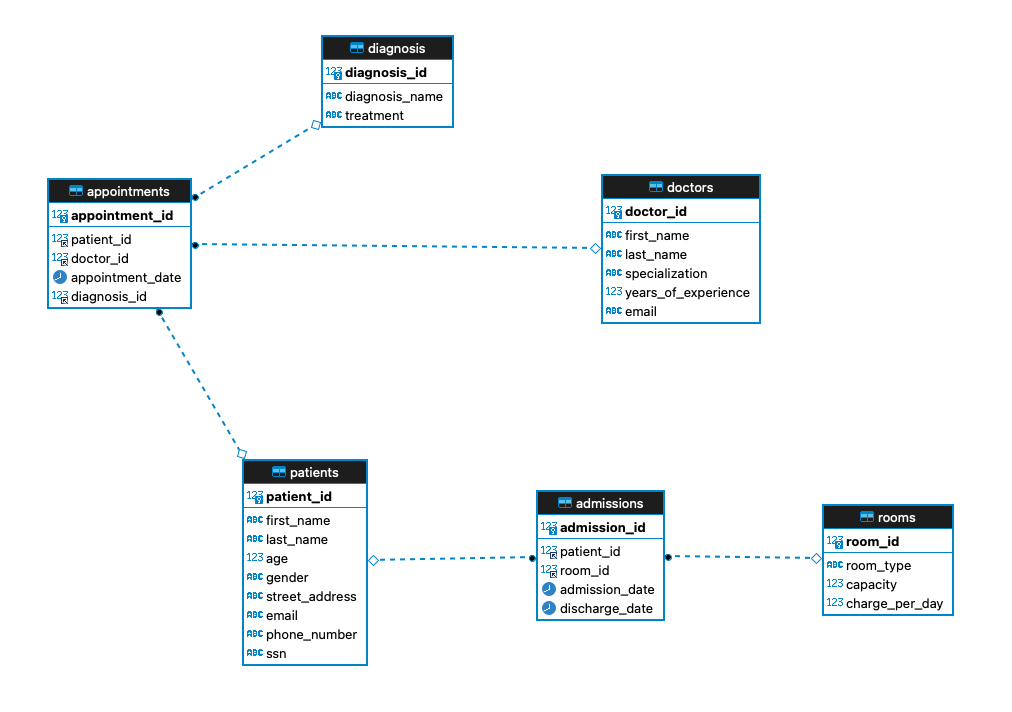 diagnosis
123 diagnosis_id
ABC diagnosis_name
ABC treatment
appointments
123 appointment_id
123 patient_id
123 doctor_id
appointment_date
123 diagnosis_id
doctors
123 doctor_id
ABC first_name
ABC last_name
ABC specialization
123 years_of_experience
ABC email
patients
123 patient_id
ABC first_name
ABC last_name
123 age
ABC gender
ABC street_address
ABC email
ABC phone_number
ABC ssn
admissions
123 admission_id
123 patient_id
123 room_id
admission_date
discharge_date
rooms
123 room_id
ABC room_type
123 capacity
123 charge_per_day